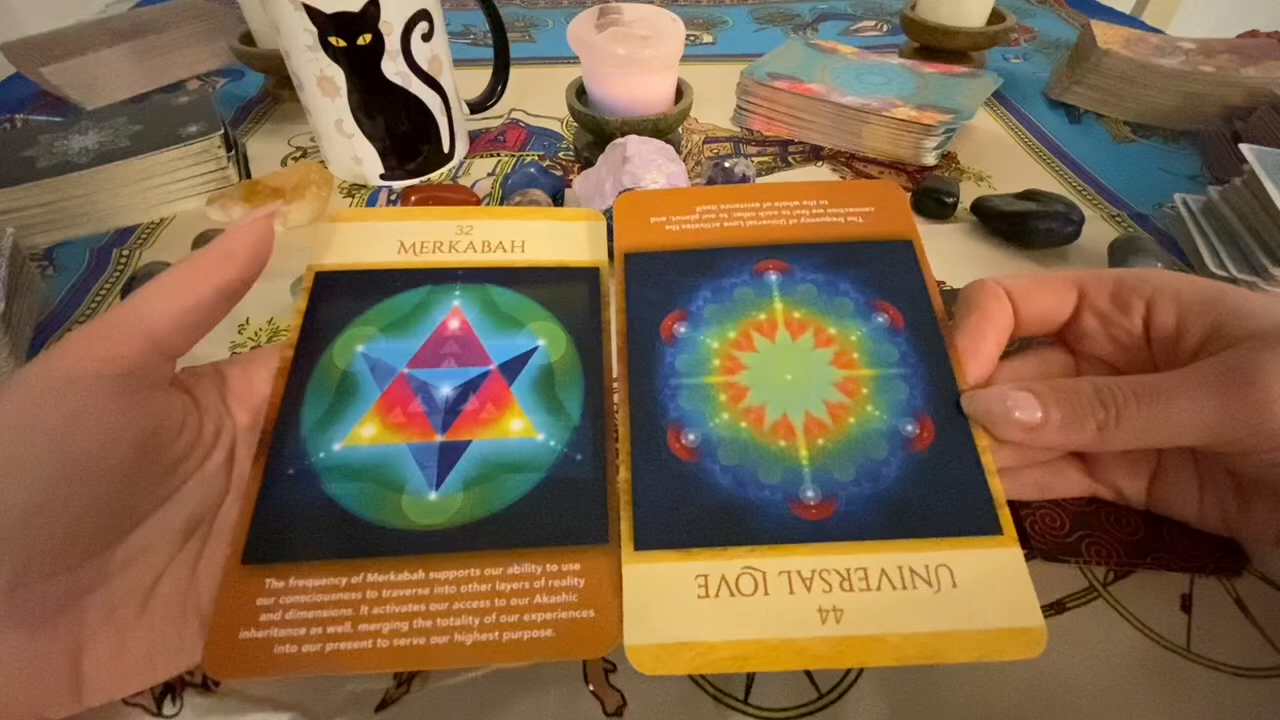 32
MERKABAH
The frequency of Merkabah supports our ability to use
our consciousness to traverse into other layers of reality
and dimensions. It activates our access to our Akashic
inheritance as well, merging the totality of our experiences
into our present to serve our highest purpose.
44
UNIVERSAL LOVE
The frequency of Universal Love activates the
connection we feel to each other, to our planet, and
to the whole of existence itself.